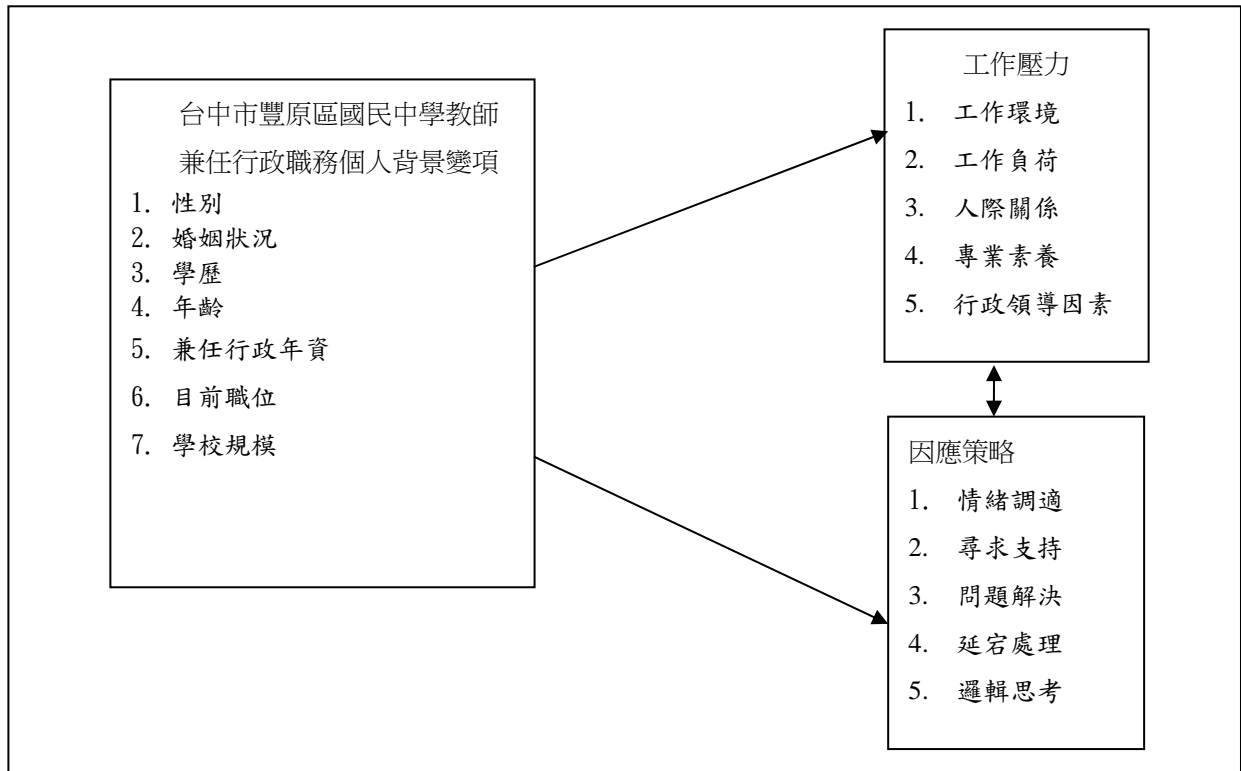 台中市豐原區國民中學教師
兼任行政職務個人背景變項
1. 性別
2. 婚姻狀況
3. 學歷
4. 年齡
5. 兼任行政年資
6. 目前職位
7. 學校規模
工作壓力
1. 工作環境
2. 工作負荷
3. 人際關係
4. 專業素養
5. 行政領導因素
因應策略
1. 情緒調適
2. 尋求支持
3. 問題解決
4. 延宕處理
5. 邏輯思考